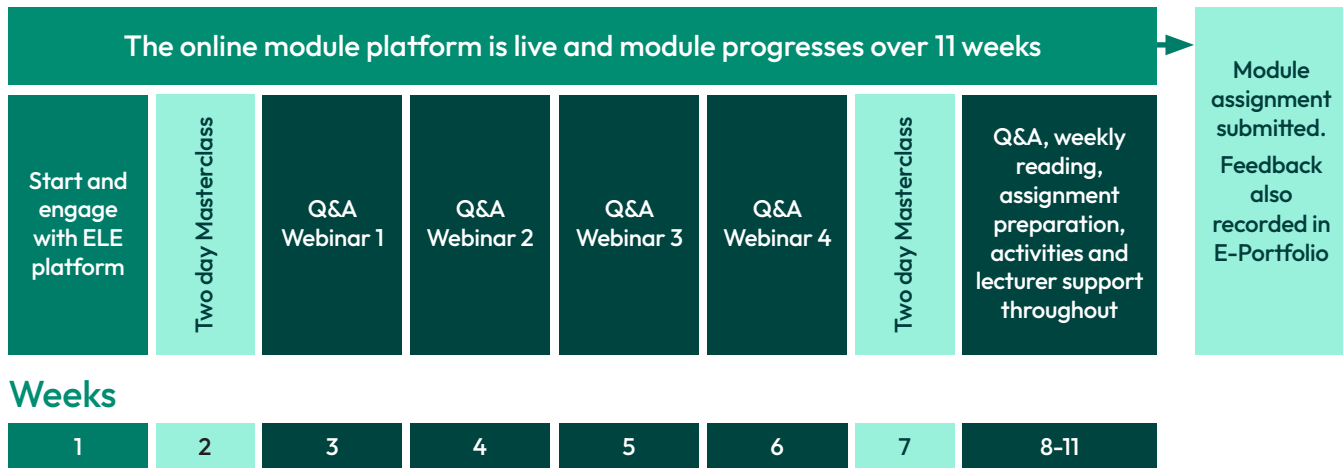 The online module platform is live and module progresses over 11 weeks
Module
assignment
submitted.
Feedback
also
recorded in
E-Portfolio
Start and
engage
with ELE
platform
Two day Masterclass
Q&A
Webinar 1
Q&A
Webinar 2
Q&A
Webinar 3
Q&A
Webinar 4
Two day Masterclass
Q&A, weekly
reading,
assignment
preparation,
activities and
lecturer support
throughout
Weeks
1
2
3
4
5
6
7
8-11